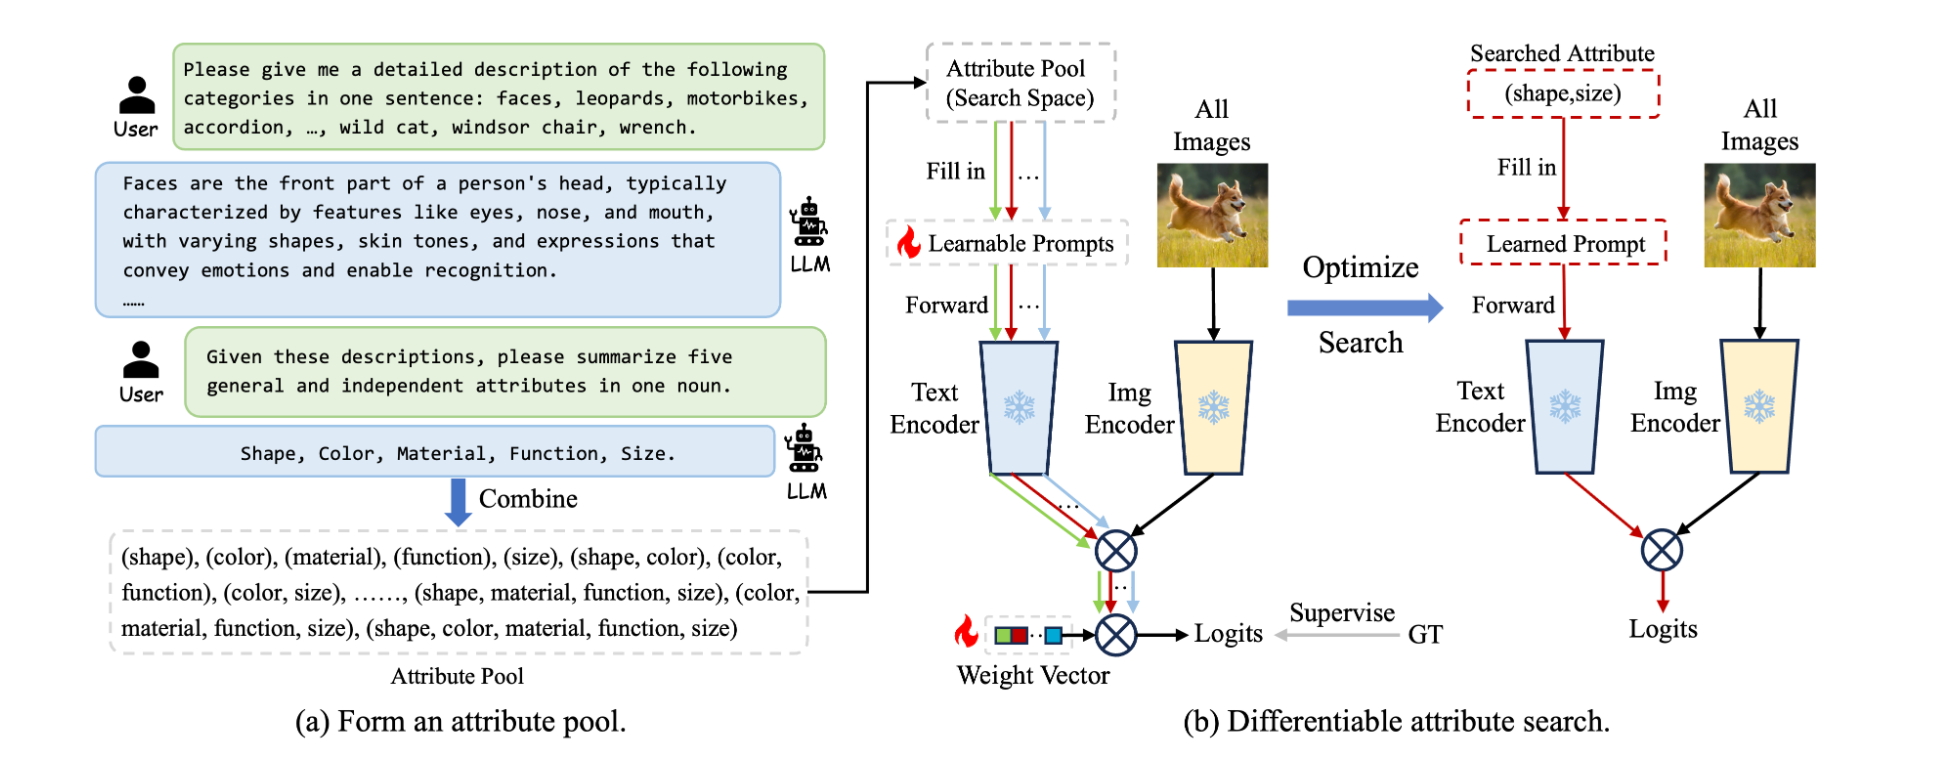 Please give me a detailed description of the following
categories in one sentence: faces, leopards, motorbikes,
accordion, …, wild cat, windsor chair, wrench.
User
Faces are the front part of a person's head, typically
characterized by features like eyes, nose, and mouth,
with varying shapes, skin tones, and expressions that
convey emotions and enable recognition.
……
LLM
Given these descriptions, please summarize five
general and independent attributes in one noun.
User
Shape, Color, Material, Function, Size.
LLM
Combine
(shape), (color), (material), (function), (size), (shape, color), (color,
function), (color, size), ……, (shape, material, function, size), (color,
material, function, size), (shape, color, material, function, size)
Attribute Pool
(a) Form an attribute pool.
Attribute Pool
(Search Space)
All
Images
Fill in
…
Learnable Prompts
Forward
…
Text
Encoder
Img
Encoder
…
..
..
Weight Vector
Logits
Supervise
GT
Optimize
Search
Searched Attribute
(shape,size)
All
Images
Fill in
Learned Prompt
Forward
Text
Encoder
Img
Encoder
Logits
(b) Differentiable attribute search.